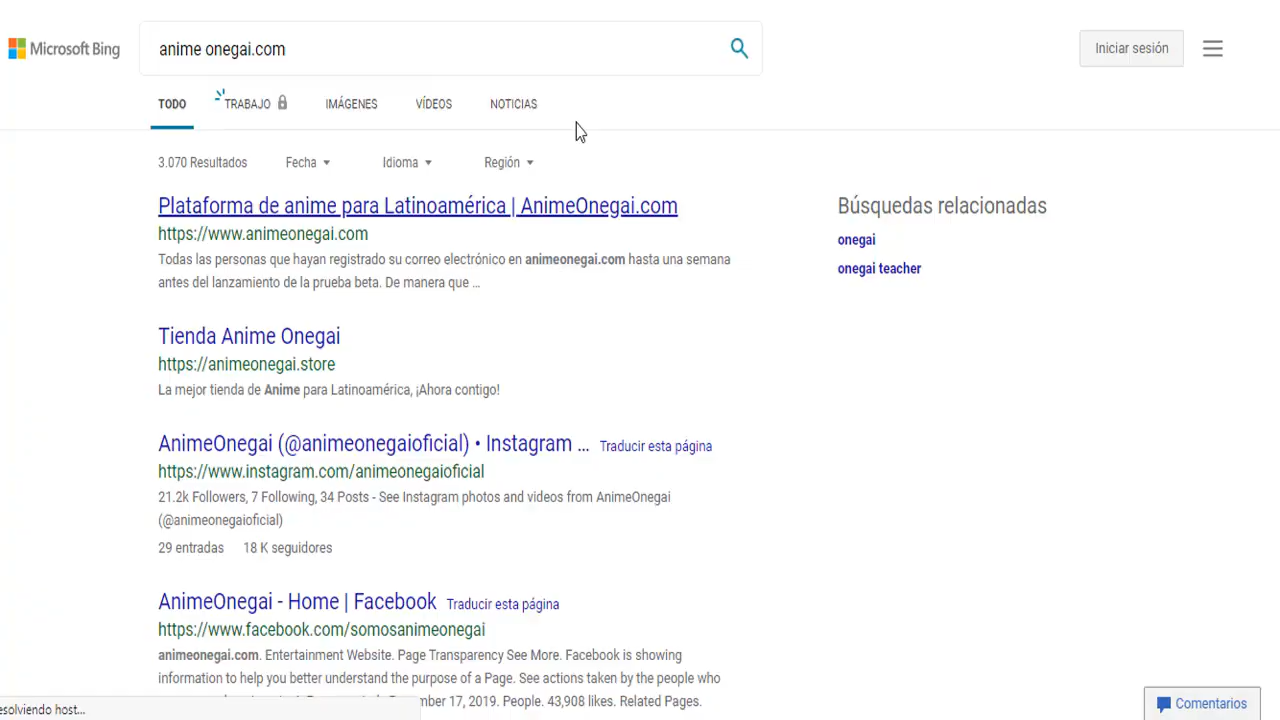 Microsoft Bing
anime onegai.com
Iniciar sesión
TODO
TRABAJO
IMÁGENES
VÍDEOS
NOTICIAS
3.070 Resultados
Fecha
Idioma
Región
Plataforma de anime para Latinoamérica | AnimeOnegai.com
https://www.animeonegai.com
Todas las personas que hayan registrado su correo electrónico en animeonegai.com hasta una semana
antes del lanzamiento de la prueba beta. De manera que ...
Tienda Anime Onegai
https://animeonegai.store
La mejor tienda de Anime para Latinoamérica, ¡Ahora contigo!
AnimeOnegai (@animeonegaioficial) • Instagram ... Traducir esta página
https://www.instagram.com/animeonegaioficial
21.2k Followers, 7 Following, 34 Posts - See Instagram photos and videos from AnimeOnegai
(@animeonegaioficial)
29 entradas 18 K seguidores
AnimeOnegai - Home | Facebook Traducir esta página
https://www.facebook.com/somosanimeonegai
animeonegai.com. Entertainment Website. Page Transparency See More. Facebook is showing
information to help you better understand the purpose of a Page. See actions taken by the people who
mber 17, 2019. People. 43,908 likes. Related Pages.
Búsquedas relacionadas
onegai
onegai teacher
esolviendo host...
Comentarios